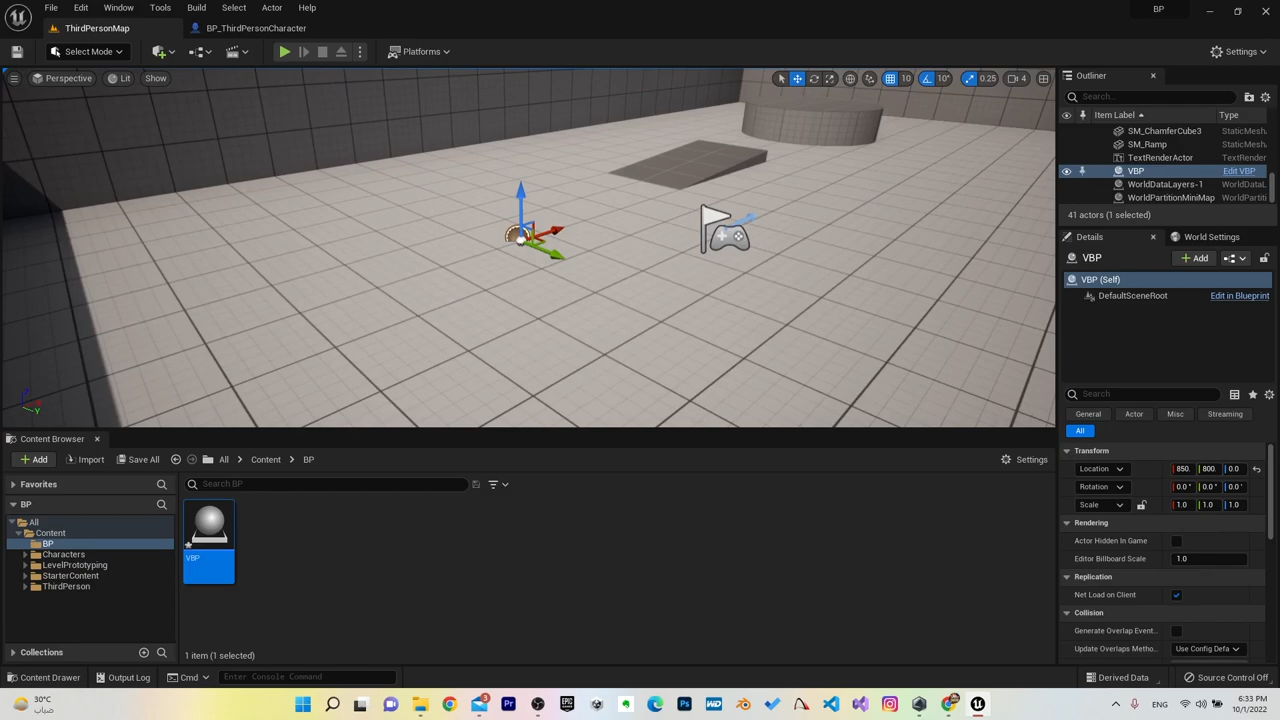 File Edit Window Tools Build Select Actor Help
BP
ThirdPersonMap
BP_ThirdPersonCharacter
Select Mode
Platforms
Settings
Perspective Lit Show
10 10° 0.25 4
Outliner
Search...
Item Label Type
SM_ChamferCube3 StaticMesh
SM_Ramp StaticMesh
TextRenderActor TextRender
VBP Edit VBP
WorldDataLayers-1 WorldDataL
WorldPartitionMiniMap WorldPartiti
41 actors (1 selected)
Details World Settings
VBP
Add
VBP (Self)
DefaultSceneRoot Edit in Blueprint
Search
General Actor Misc Streaming
All
Transform
Location 850. 800. 0.0
Rotation 0.0 ° 0.0 ° 0.0 °
Scale 1.0 1.0 1.0
Rendering
Actor Hidden In Game
Editor Billboard Scale 1.0
Replication
Net Load on Client
Collision
Generate Overlap Event..
Update Overlaps Metho.. Use Config Defa
Z
Y
Content Browser
Add Import Save All All Content BP Settings
Favorites
Search BP
BP
All
Content
BP
Characters
LevelPrototyping
StarterContent
ThirdPerson
VBP
Collections
1 item (1 selected)
Content Drawer Output Log Cmd Enter Console Command Derived Data Source Control Off
30°C
ضباب
3
6:33 PM
10/1/2022